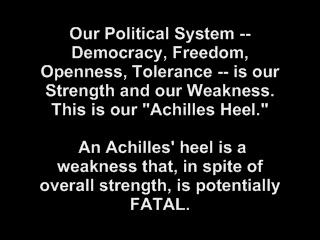 Our Political System --
Democracy, Freedom,
Openness, Tolerance -- is our
Strength and our Weakness.
This is our "Achilles Heel."
An Achilles' heel is a
weakness that, in spite of
overall strength, is potentially
FATAL.